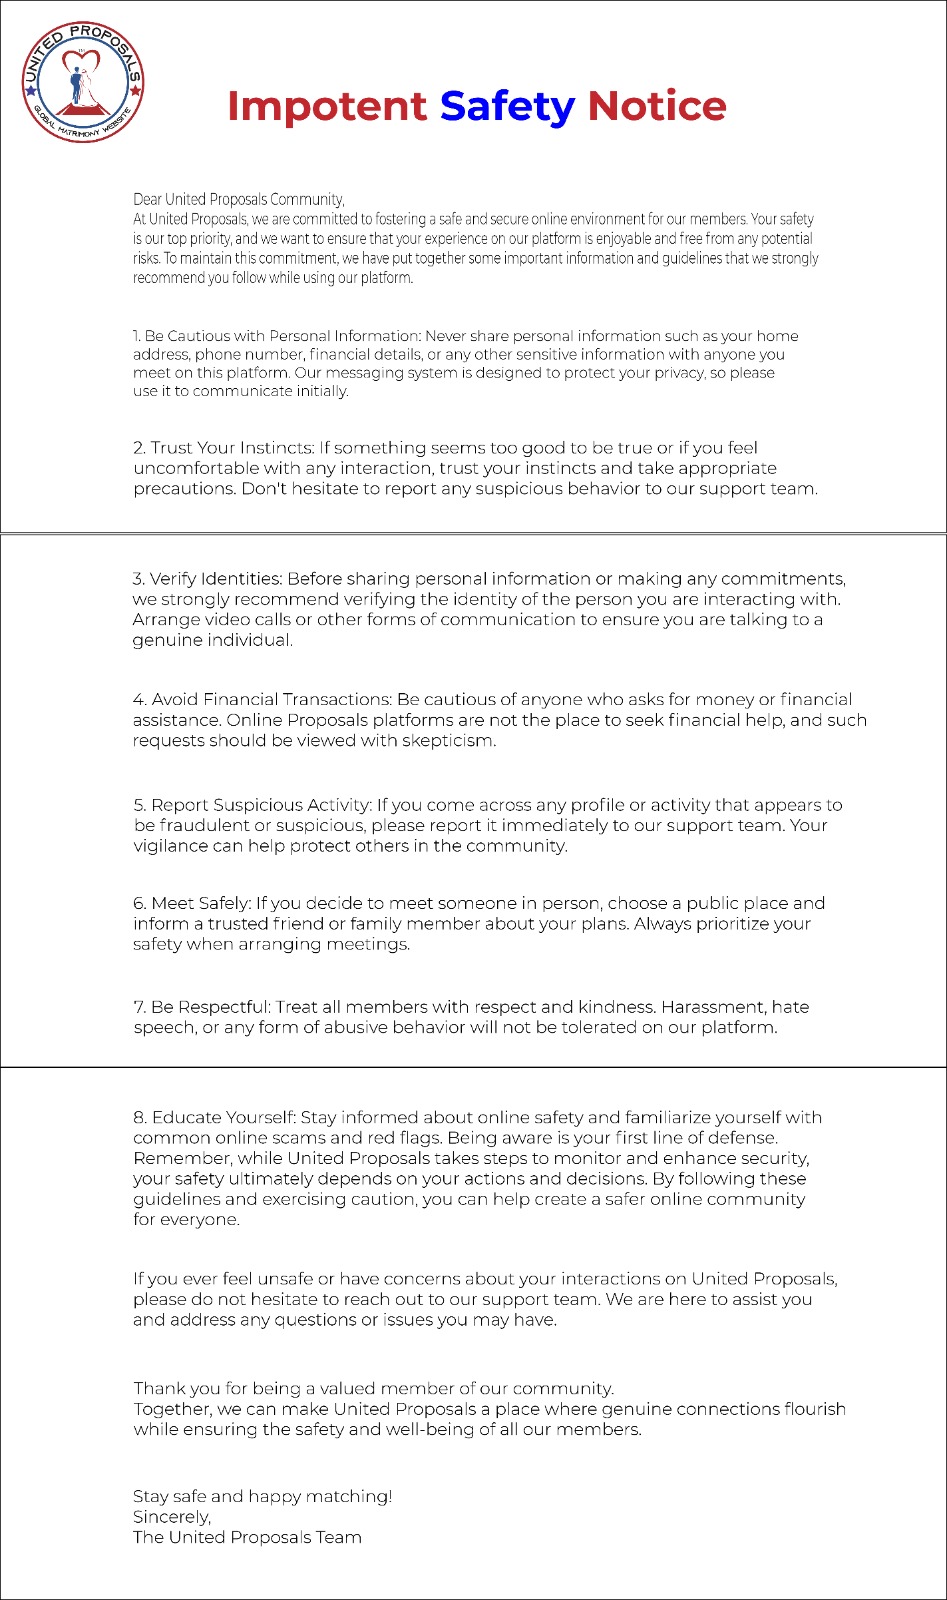 UNITED PROPOSALS
GLOBAL MATRIMONY WEBSITE
Impotent Safety Notice
Dear United Proposals Community,
At United Proposals, we are committed to fostering a safe and secure online environment for our members. Your safety
is our top priority, and we want to ensure that your experience on our platform is enjoyable and free from any potential
risks. To maintain this commitment, we have put together some important information and guidelines that we strongly
recommend you follow while using our platform.
1. Be Cautious with Personal Information: Never share personal information such as your home
address, phone number, financial details, or any other sensitive information with anyone you
meet on this platform. Our messaging system is designed to protect your privacy, so please
use it to communicate initially.
2. Trust Your Instincts: If something seems too good to be true or if you feel
uncomfortable with any interaction, trust your instincts and take appropriate
precautions. Don't hesitate to report any suspicious behavior to our support team.
3. Verify Identities: Before sharing personal information or making any commitments,
we strongly recommend verifying the identity of the person you are interacting with.
Arrange video calls or other forms of communication to ensure you are talking to a
genuine individual.
4. Avoid Financial Transactions: Be cautious of anyone who asks for money or financial
assistance. Online Proposals platforms are not the place to seek financial help, and such
requests should be viewed with skepticism.
5. Report Suspicious Activity: If you come across any profile or activity that appears to
be fraudulent or suspicious, please report it immediately to our support team. Your
vigilance can help protect others in the community.
6. Meet Safely: If you decide to meet someone in person, choose a public place and
inform a trusted friend or family member about your plans. Always prioritize your
safety when arranging meetings.
7. Be Respectful: Treat all members with respect and kindness. Harassment, hate
speech, or any form of abusive behavior will not be tolerated on our platform.
8. Educate Yourself: Stay informed about online safety and familiarize yourself with
common online scams and red flags. Being aware is your first line of defense.
Remember, while United Proposals takes steps to monitor and enhance security,
your safety ultimately depends on your actions and decisions. By following these
guidelines and exercising caution, you can help create a safer online community
for everyone.
If you ever feel unsafe or have concerns about your interactions on United Proposals,
please do not hesitate to reach out to our support team. We are here to assist you
and address any questions or issues you may have.
Thank you for being a valued member of our community.
Together, we can make United Proposals a place where genuine connections flourish
while ensuring the safety and well-being of all our members.
Stay safe and happy matching!
Sincerely,
The United Proposals Team